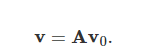 v = Av₀.